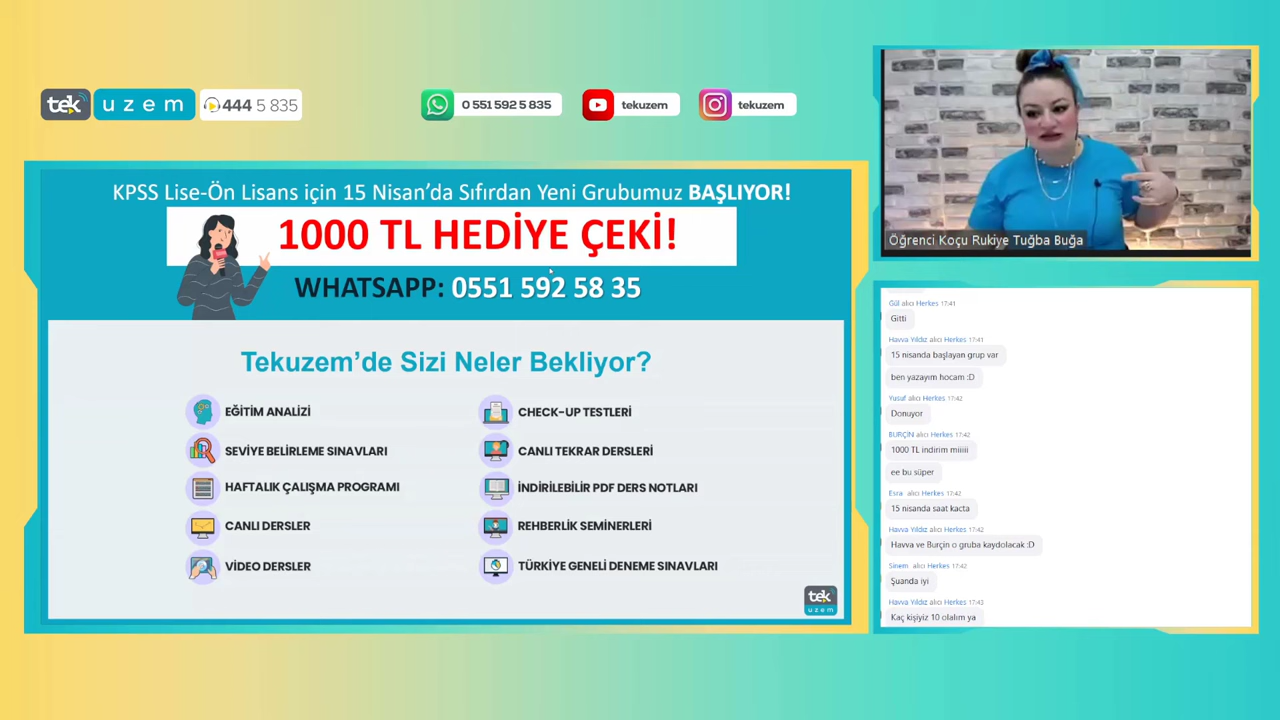 tek uzem 444 5 835
0 551 592 5 835
tekuzem
tekuzem
KPSS Lise-Ön Lisans için 15 Nisan’da Sıfırdan Yeni Grubumuz BAŞLIYOR!
1000 TL HEDİYE ÇEKİ!
WHATSAPP: 0551 592 58 35
Tekuzem’de Sizi Neler Bekliyor?
EĞİTİM ANALİZİ
SEVİYE BELİRLEME SINAVLARI
HAFTALIK ÇALIŞMA PROGRAMI
CANLI DERSLER
VİDEO DERSLER
CHECK-UP TESTLERİ
CANLI TEKRAR DERSLERİ
İNDİRİLEBİLİR PDF DERS NOTLARI
REHBERLİK SEMİNERLERİ
TÜRKİYE GENELİ DENEME SINAVLARI
tek
uzem
Öğrenci Koçu Rukiye Tuğba Buğa
Gül alıcı Herkes 17:41
Gitti
Havva Yıldız alıcı Herkes 17:41
15 nisanda başlayan grup var
ben yazayım hocam :D
Yusuf alıcı Herkes 17:42
Donuyor
BURÇİN alıcı Herkes 17:42
1000 TL indirim miiiii
ee bu süper
Esra alıcı Herkes 17:42
15 nisanda saat kacta
Havva Yıldız alıcı Herkes 17:42
Havva ve Burçin o gruba kaydolacak :D
Sinem alıcı Herkes 17:42
Şuanda iyi
Havva Yıldız alıcı Herkes 17:43
Kaç kişiyiz 10 olalım ya